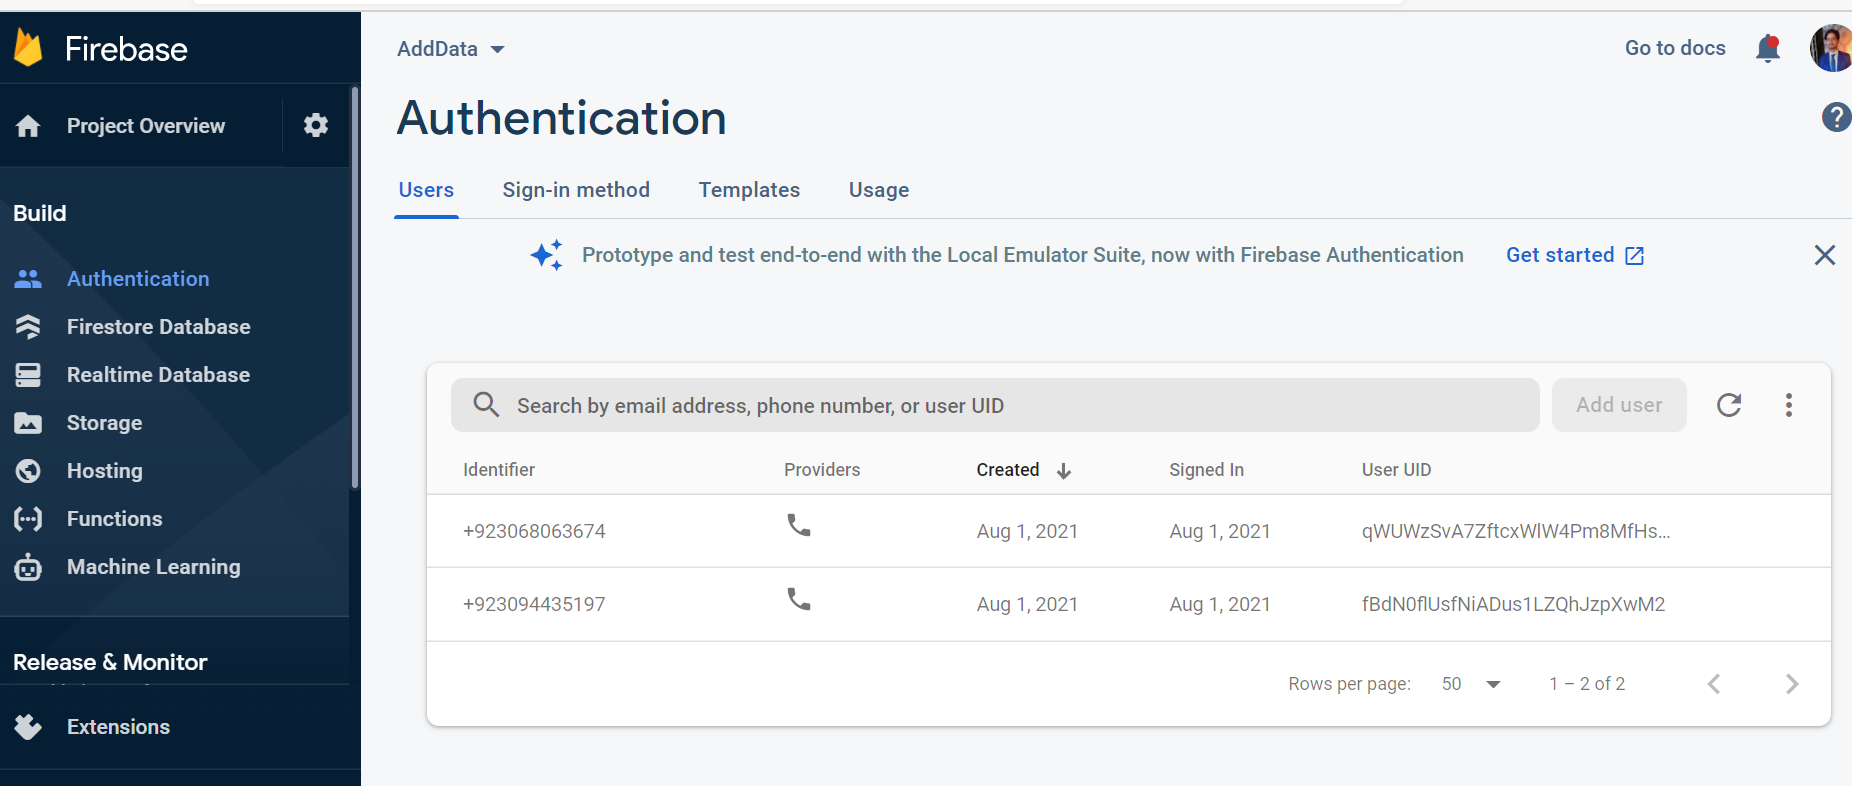 Firebase
Project Overview
Build
Authentication
Firestore Database
Realtime Database
Storage
Hosting
Functions
Machine Learning
Release & Monitor
Extensions
AddData
Go to docs
Authentication
?
Users Sign-in method Templates Usage
Prototype and test end-to-end with the Local Emulator Suite, now with Firebase Authentication Get started
Search by email address, phone number, or user UID Add user
Identifier Providers Created Signed In User UID
+923068063674 Aug 1, 2021 Aug 1, 2021 qWUWzSvA7ZftcxWlW4Pm8MfHs...
+923094435197 Aug 1, 2021 Aug 1, 2021 fBdN0flUsfNiADus1LZQhJzpXwM2
Rows per page: 50 1 – 2 of 2